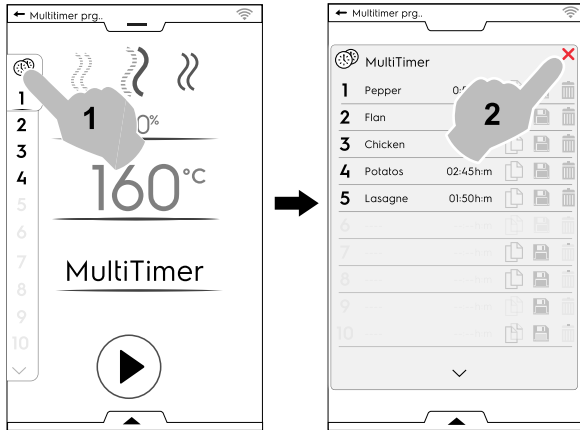 Multitimer prg..
1
2
3
4
5
6
7
8
9
10
1
%
160°C
MultiTimer
Multitimer prg..
MultiTimer
1 Pepper
2 Flan
3 Chicken
4 Potatos 02:45h:m
5 Lasagne 01:50h:m
6
7
8
9
10
2